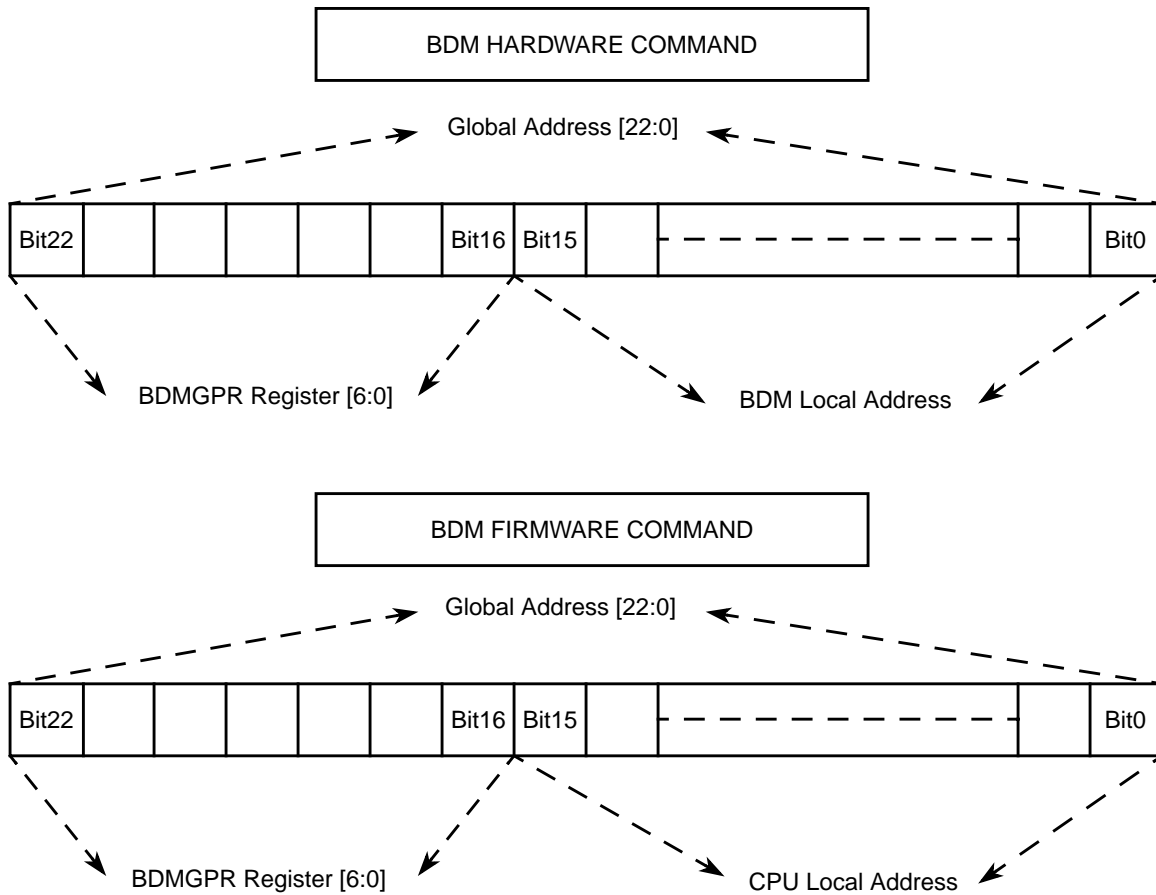 BDM HARDWARE COMMAND
Global Address [22:0]
Bit22 Bit16 Bit15 Bit0
BDMGPR Register [6:0] BDM Local Address
BDM FIRMWARE COMMAND
Global Address [22:0]
Bit22 Bit16 Bit15 Bit0
BDMGPR Register [6:0] CPU Local Address